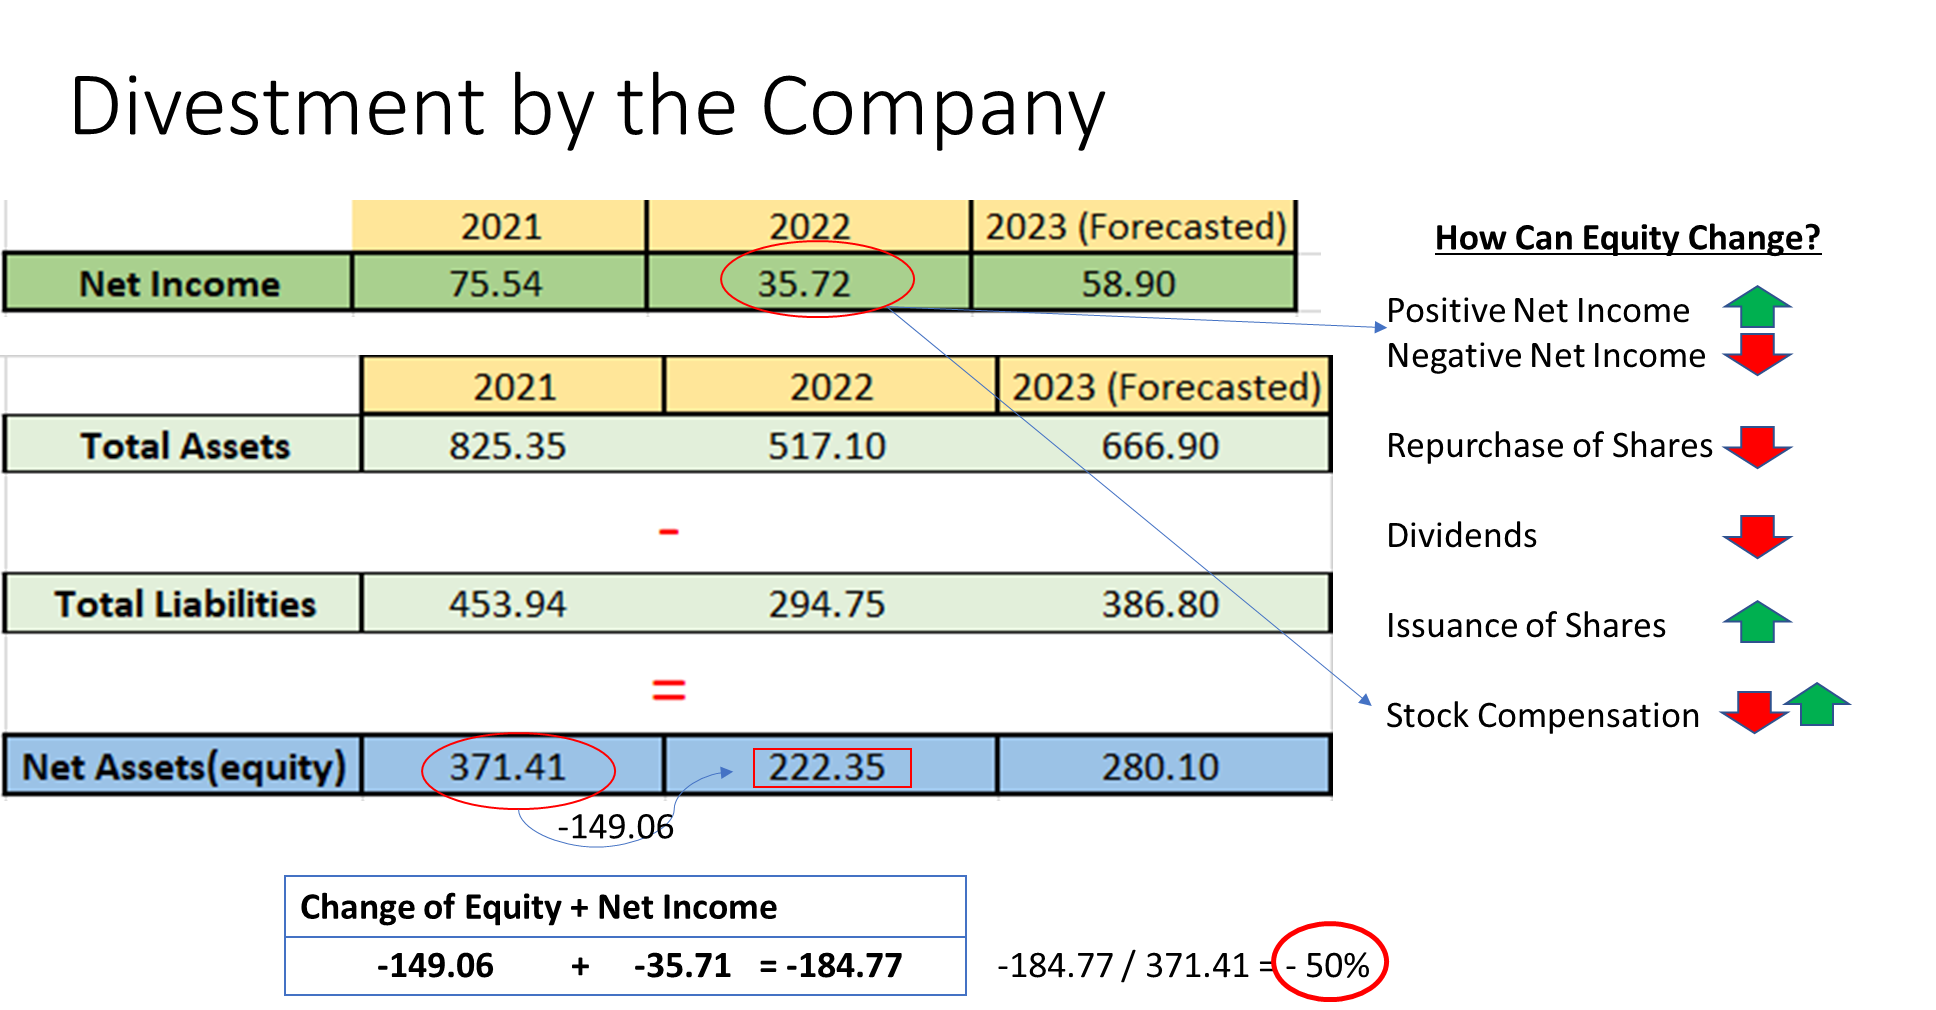 Divestment by the Company
2021 2022 2023 (Forecasted)
Net Income 75.54 35.72 58.90
2021 2022 2023 (Forecasted)
Total Assets 825.35 517.10 666.90
-
Total Liabilities 453.94 294.75 386.80
=
Net Assets(equity) 371.41 222.35 280.10
-149.06
Change of Equity + Net Income
-149.06 + -35.71 = -184.77
-184.77 / 371.41 = - 50%
How Can Equity Change?
Positive Net Income
Negative Net Income
Repurchase of Shares
Dividends
Issuance of Shares
Stock Compensation